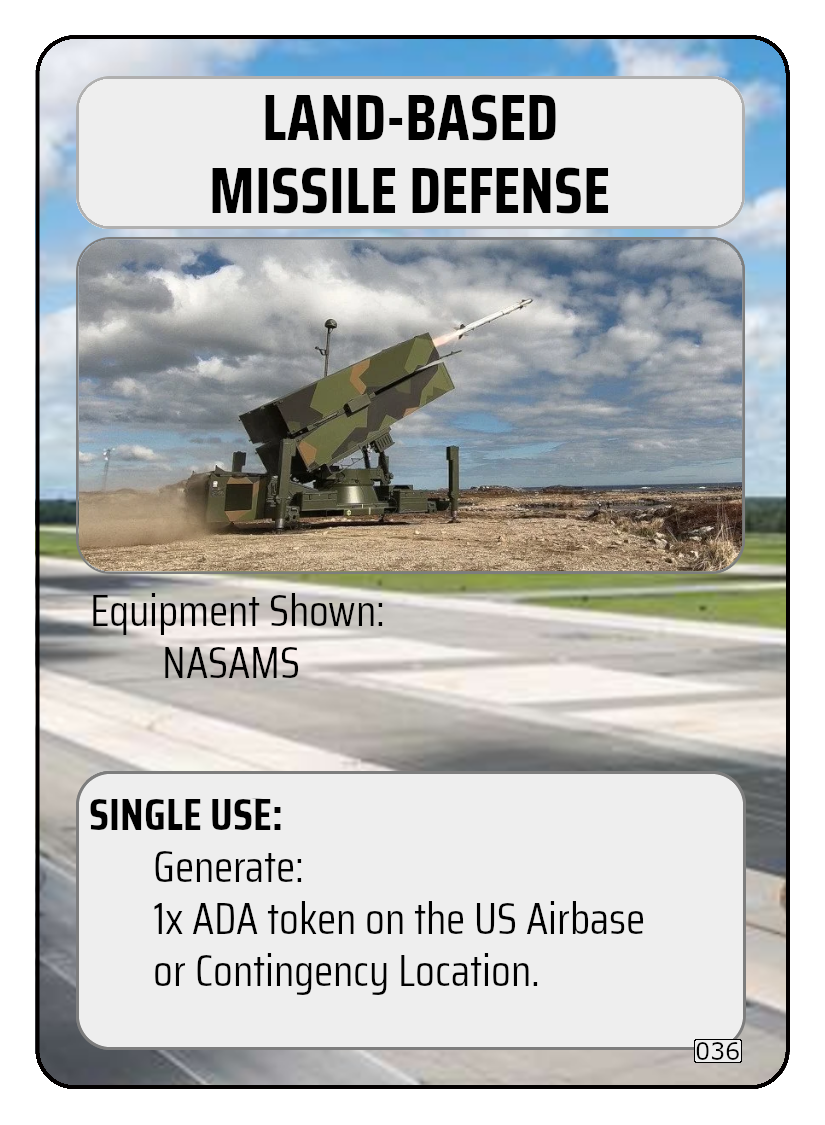 LAND-BASED
MISSILE DEFENSE
Equipment Shown:
NASAMS
SINGLE USE:
Generate:
1x ADA token on the US Airbase
or Contingency Location.
036